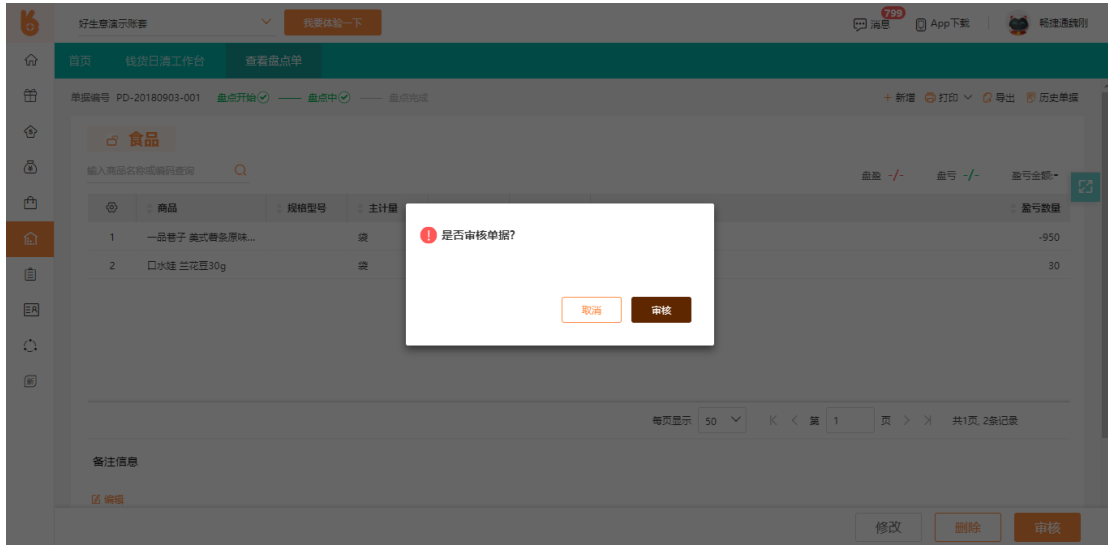 好生意演示账套 我要体验一下 消息 799 App下载 畅捷通魏刚
首页 钱货日清工作台 查看盘点单
单据编号 PD-20180903-001 盘点开始 盘点中 盘点完成 + 新增 打印 导出 历史单据
食品
输入商品名称或编码查询 盘盈 -/- 盘亏 -/- 盈亏金额:-
商品 规格型号 主计量 盈亏数量
1 一品巷子 美式薯条原味... 袋 -950
2 口水娃 兰花豆30g 袋 30
是否审核单据?
取消 审核
每页显示 50 第 1 页 共1页, 2条记录
备注信息
编辑
修改 删除 审核